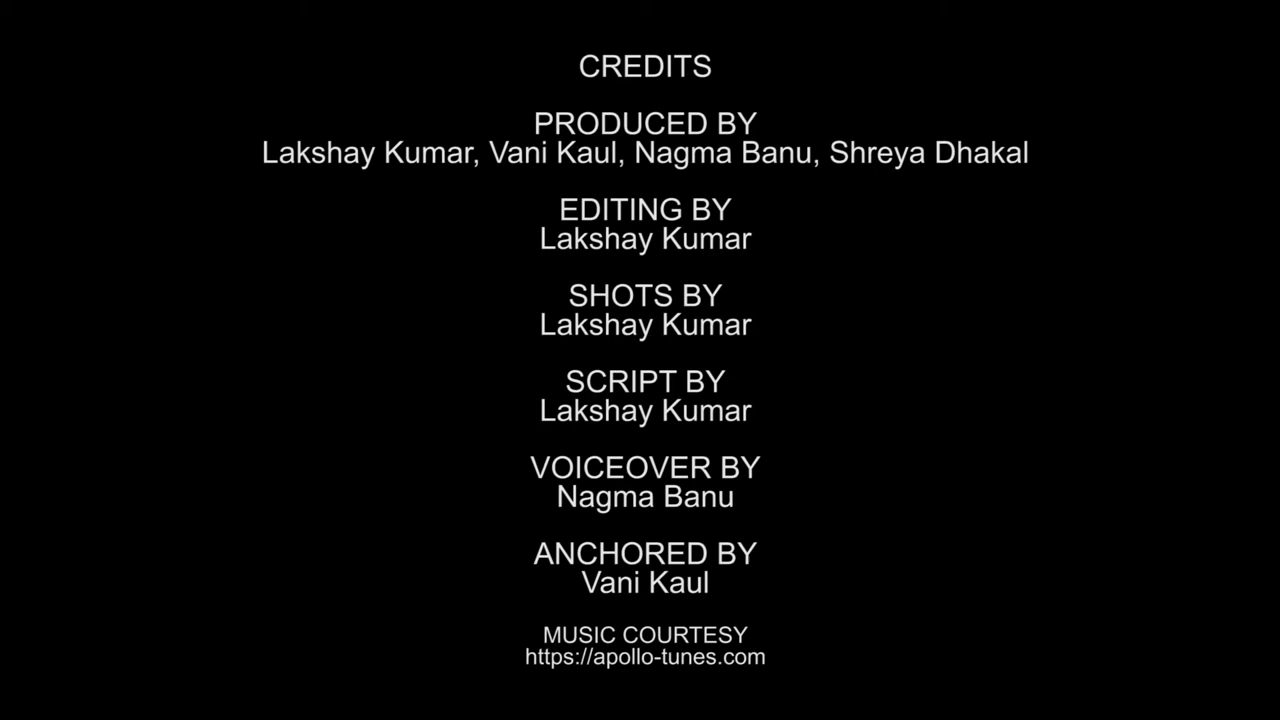 CREDITS
PRODUCED BY
Lakshay Kumar, Vani Kaul, Nagma Banu, Shreya Dhakal
EDITING BY
Lakshay Kumar
SHOTS BY
Lakshay Kumar
SCRIPT BY
Lakshay Kumar
VOICEOVER BY
Nagma Banu
ANCHORED BY
Vani Kaul
MUSIC COURTESY
https://apollo-tunes.com